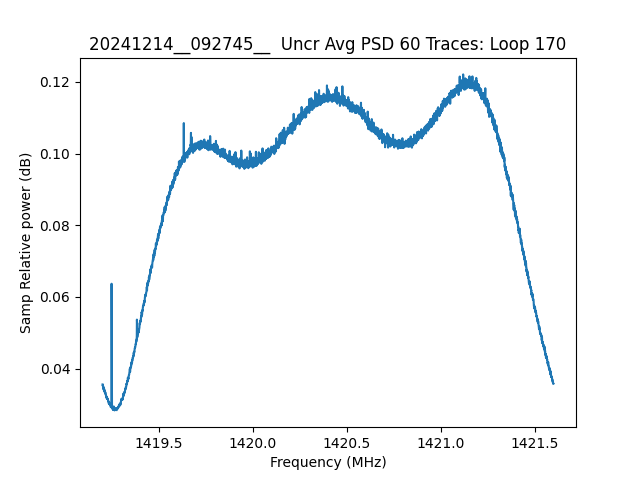 20241214__092745__  Uncr Avg PSD 60 Traces: Loop 170
0.12
0.10
0.08
0.06
0.04
Samp Relative power (dB)
1419.5 1420.0 1420.5 1421.0 1421.5
Frequency (MHz)